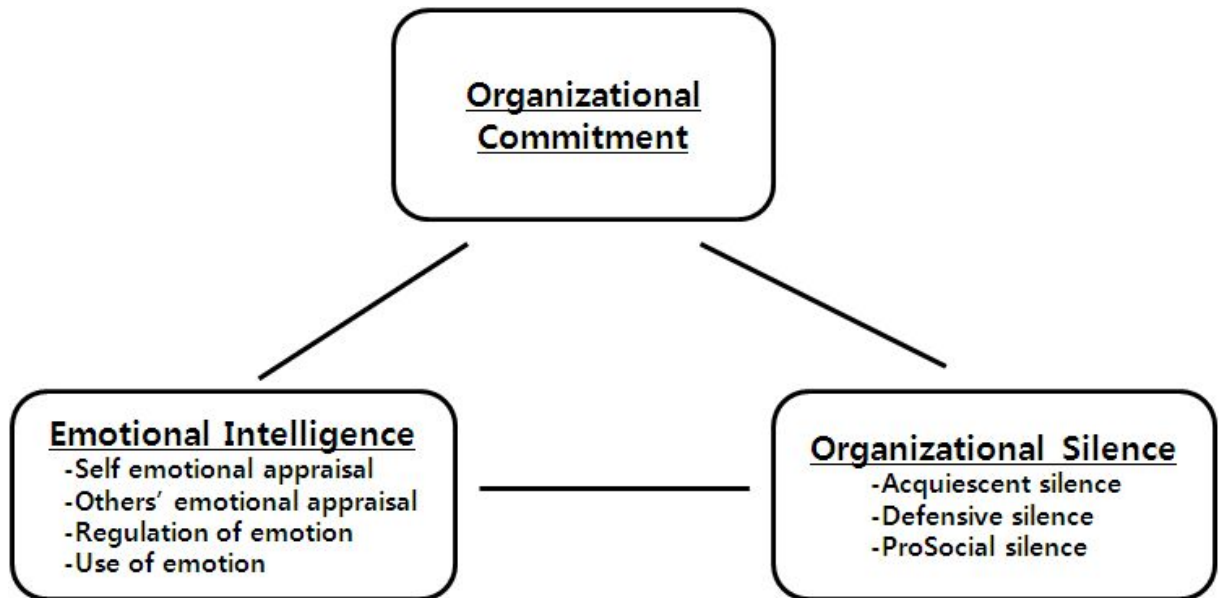 Organizational
Commitment
Emotional Intelligence
-Self emotional appraisal
-Others’ emotional appraisal
-Regulation of emotion
-Use of emotion
Organizational Silence
-Acquiescent silence
-Defensive silence
-ProSocial silence